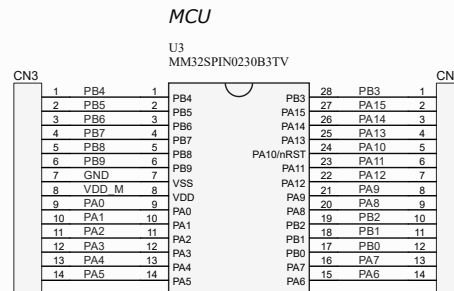 MCU
U3
MM32SPIN0230B3TV
CN3 CN
1 PB4 1 PB4 PB3 28 PB3 1
2 PB5 2 PB5 PA15 27 PA15 2
3 PB6 3 PB6 PA14 26 PA14 3
4 PB7 4 PB7 PA13 25 PA13 4
5 PB8 5 PB8 PA10/nRST 24 PA10 5
6 PB9 6 PB9 PA11 23 PA11 6
7 GND 7 VSS PA12 22 PA12 7
8 VDD_M 8 VDD PA9 21 PA9 8
9 PA0 9 PA0 PA8 20 PA8 9
10 PA1 10 PA1 PB2 19 PB2 10
11 PA2 11 PA2 PB1 18 PB1 11
12 PA3 12 PA3 PB0 17 PB0 12
13 PA4 13 PA4 PA7 16 PA7 13
14 PA5 14 PA5 PA6 15 PA6 14